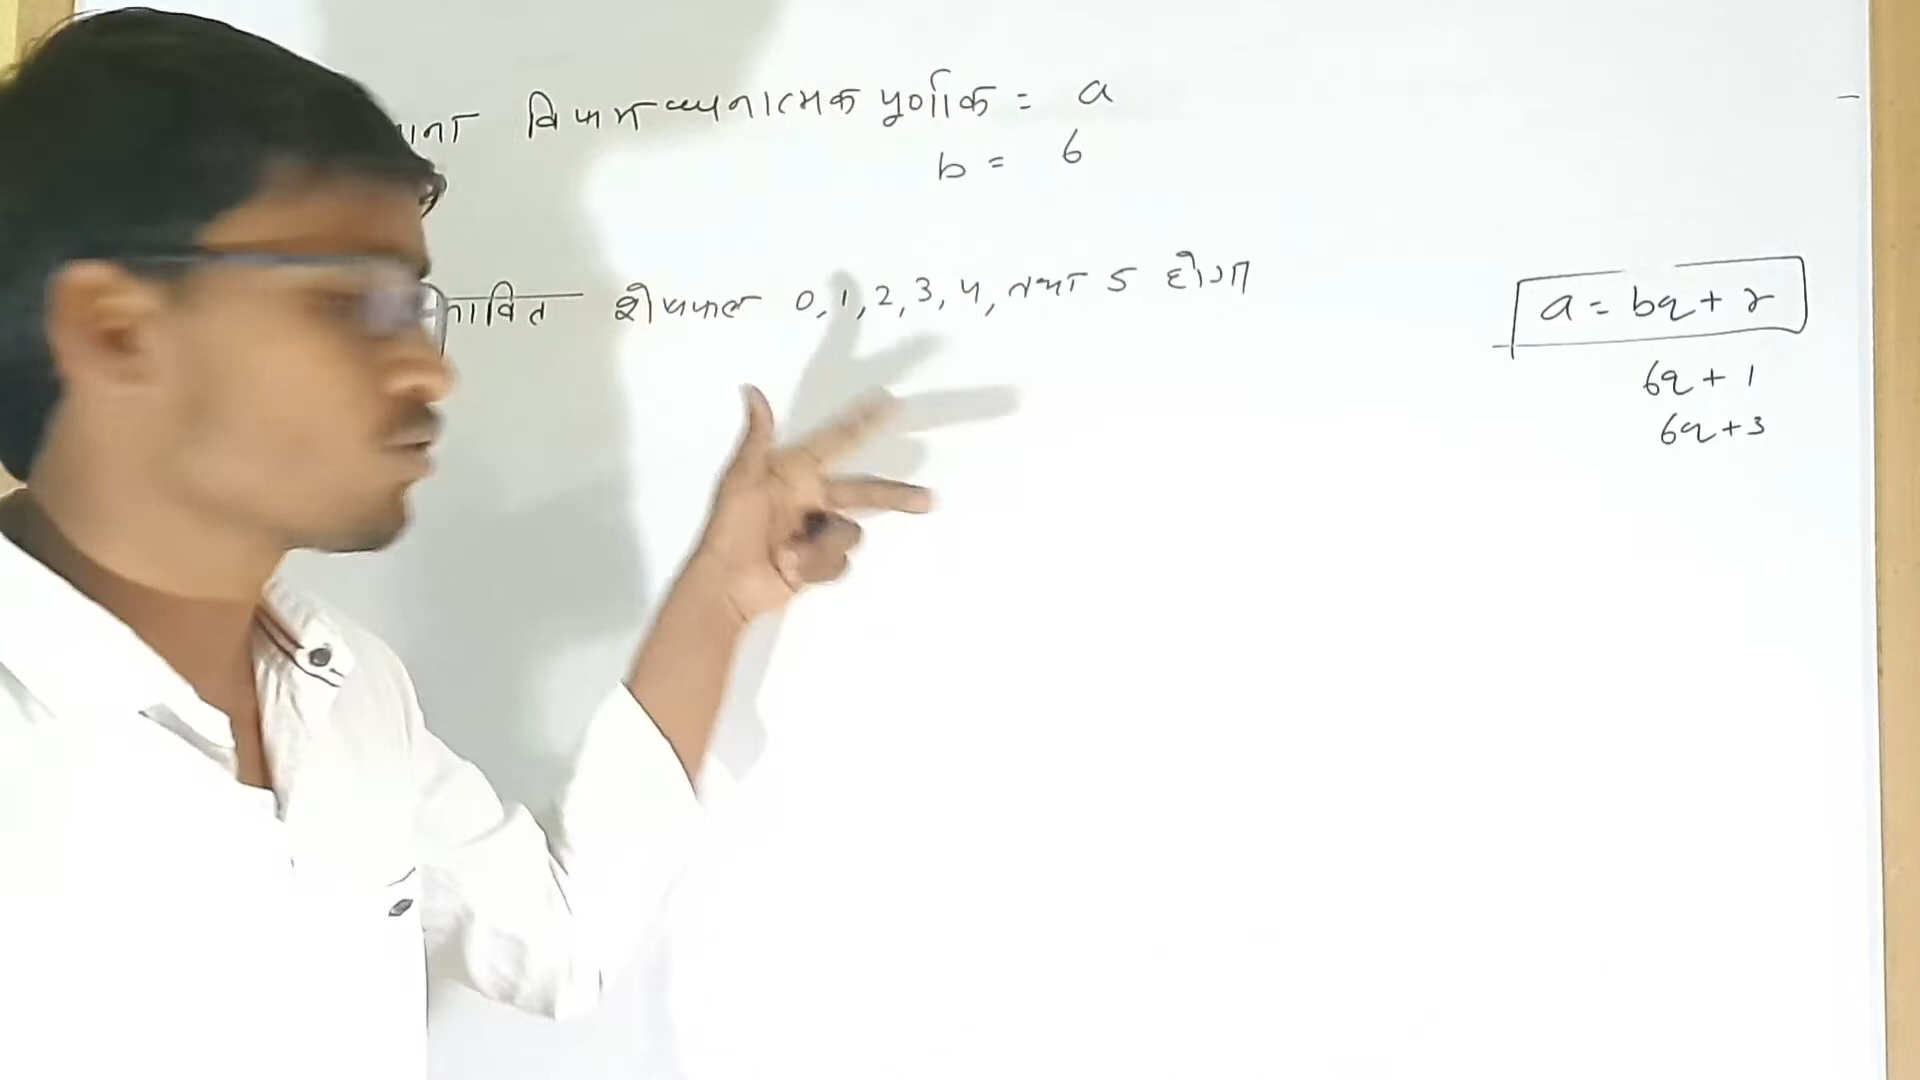 विषम धनात्मक पूर्णांक = a
b = 6
शेषफल 0, 1, 2, 3, 4, तथा 5 होगा
a = bq + r
6q + 1
6q + 3